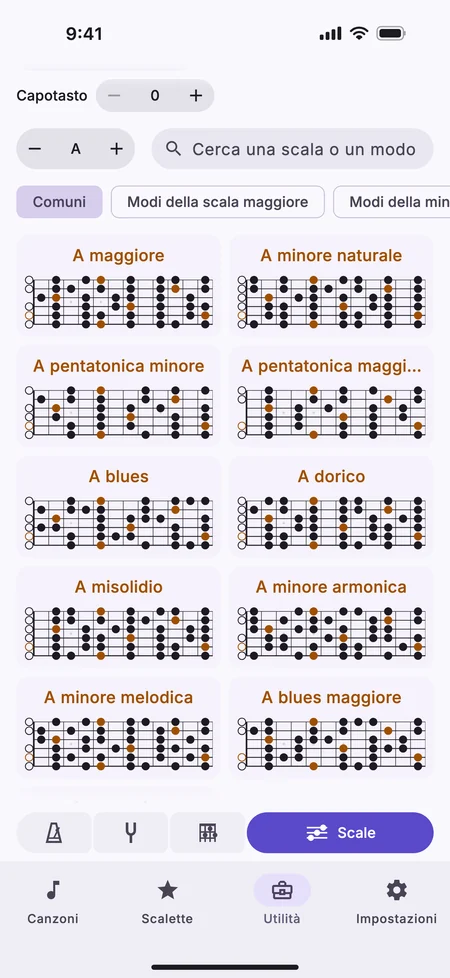 9:41
Capotasto
0
A
Cerca una scala o un modo
Comuni
Modi della scala maggiore
Modi della min
A maggiore
A minore naturale
A pentatonica minore
A pentatonica maggi...
A blues
A dorico
A misolidio
A minore armonica
A minore melodica
A blues maggiore
Scale
Canzoni
Scalette
Utilità
Impostazioni